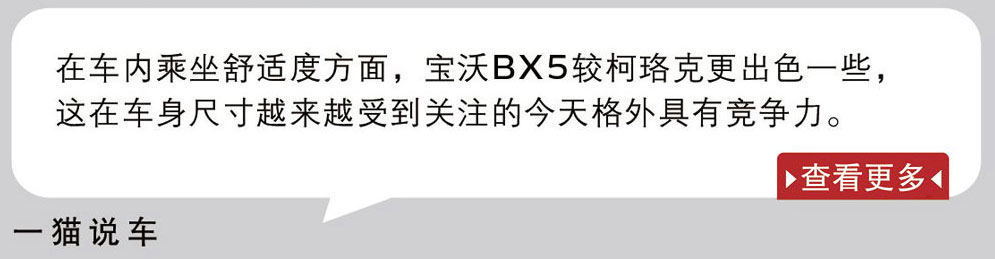 在车内乘坐舒适度方面，宝沃BX5较柯珞克更出色一些，
这在车身尺寸越来越受到关注的今天格外具有竞争力。
查看更多
一猫说车